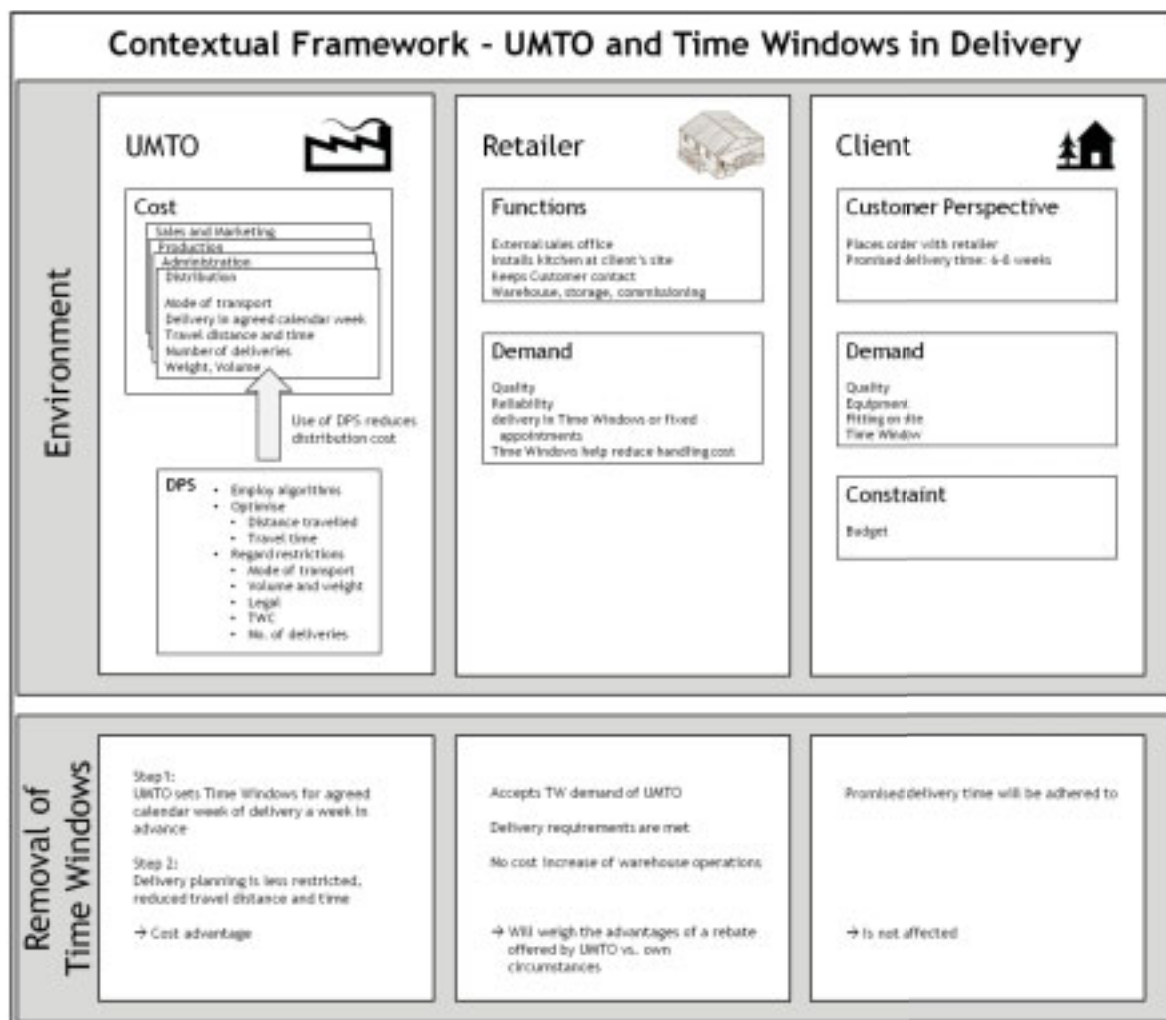 Contextual Framework - UMTO and Time Windows in Delivery
Environment
UMTO
Cost
Sales and Marketing
Production
Administration
Distribution
Mode of transport
Delivery in agreed calendar week
Travel distance and time
Number of deliveries
Weight, Volume
Use of DPS reduces
distribution cost
DPS
• Employ algorithms
• Optimise
• Distance travelled
• Travel time
• Regard restrictions
• Mode of transport
• Volume and weight
• Legal
• TWC
• No. of deliveries
Retailer
Functions
External sales office
Installs kitchen at client's site
Keeps Customer contact
Warehouse, storage, commissioning
Demand
Quality
Reliability
delivery in Time Windows or fixed
appointments
Time Windows help reduce handling cost
Client
Customer Perspective
Places order with retailer
Promised delivery time: 6-8 weeks
Demand
Quality
Equipment
Fitting on site
Time Window
Constraint
Budget
Removal of
Time Windows
Step 1:
UMTO sets Time Windows for agreed
calendar week of delivery a week in
advance
Step 2:
Delivery planning is less restricted,
reduced travel distance and time
→ Cost advantage
Accepts TW demand of UMTO
Delivery requirements are met
No cost increase of warehouse operations
→ Will weigh the advantages of a rebate
offered by UMTO vs. own
circumstances
Promised delivery time will be adhered to
→ Is not affected